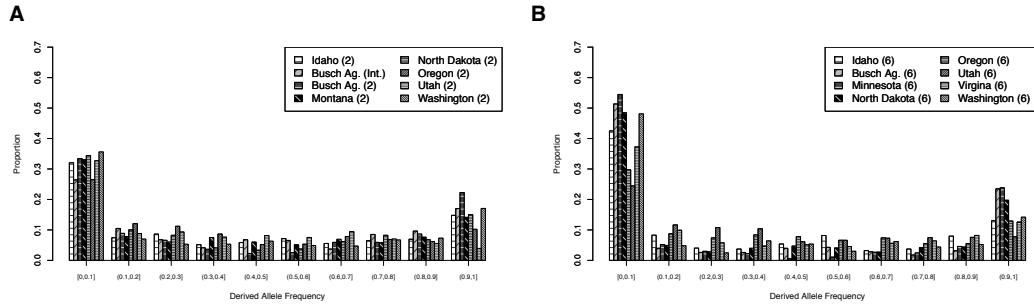 A
Proportion
0.7
0.6
0.5
0.4
0.3
0.2
0.1
0.0
Idaho (2)
Busch Ag. (Int.)
Busch Ag. (2)
Montana (2)
North Dakota (2)
Oregon (2)
Utah (2)
Washington (2)
[0,0.1] (0.1,0.2] (0.2,0.3] (0.3,0.4] (0.4,0.5] (0.5,0.6] (0.6,0.7] (0.7,0.8] (0.8,0.9] (0.9,1]
Derived Allele Frequency
B
Proportion
0.7
0.6
0.5
0.4
0.3
0.2
0.1
0.0
Idaho (6)
Busch Ag. (6)
Minnesota (6)
North Dakota (6)
Oregon (6)
Utah (6)
Virgina (6)
Washington (6)
[0,0.1] (0.1,0.2] (0.2,0.3] (0.3,0.4] (0.4,0.5] (0.5,0.6] (0.6,0.7] (0.7,0.8] (0.8,0.9] (0.9,1]
Derived Allele Frequency